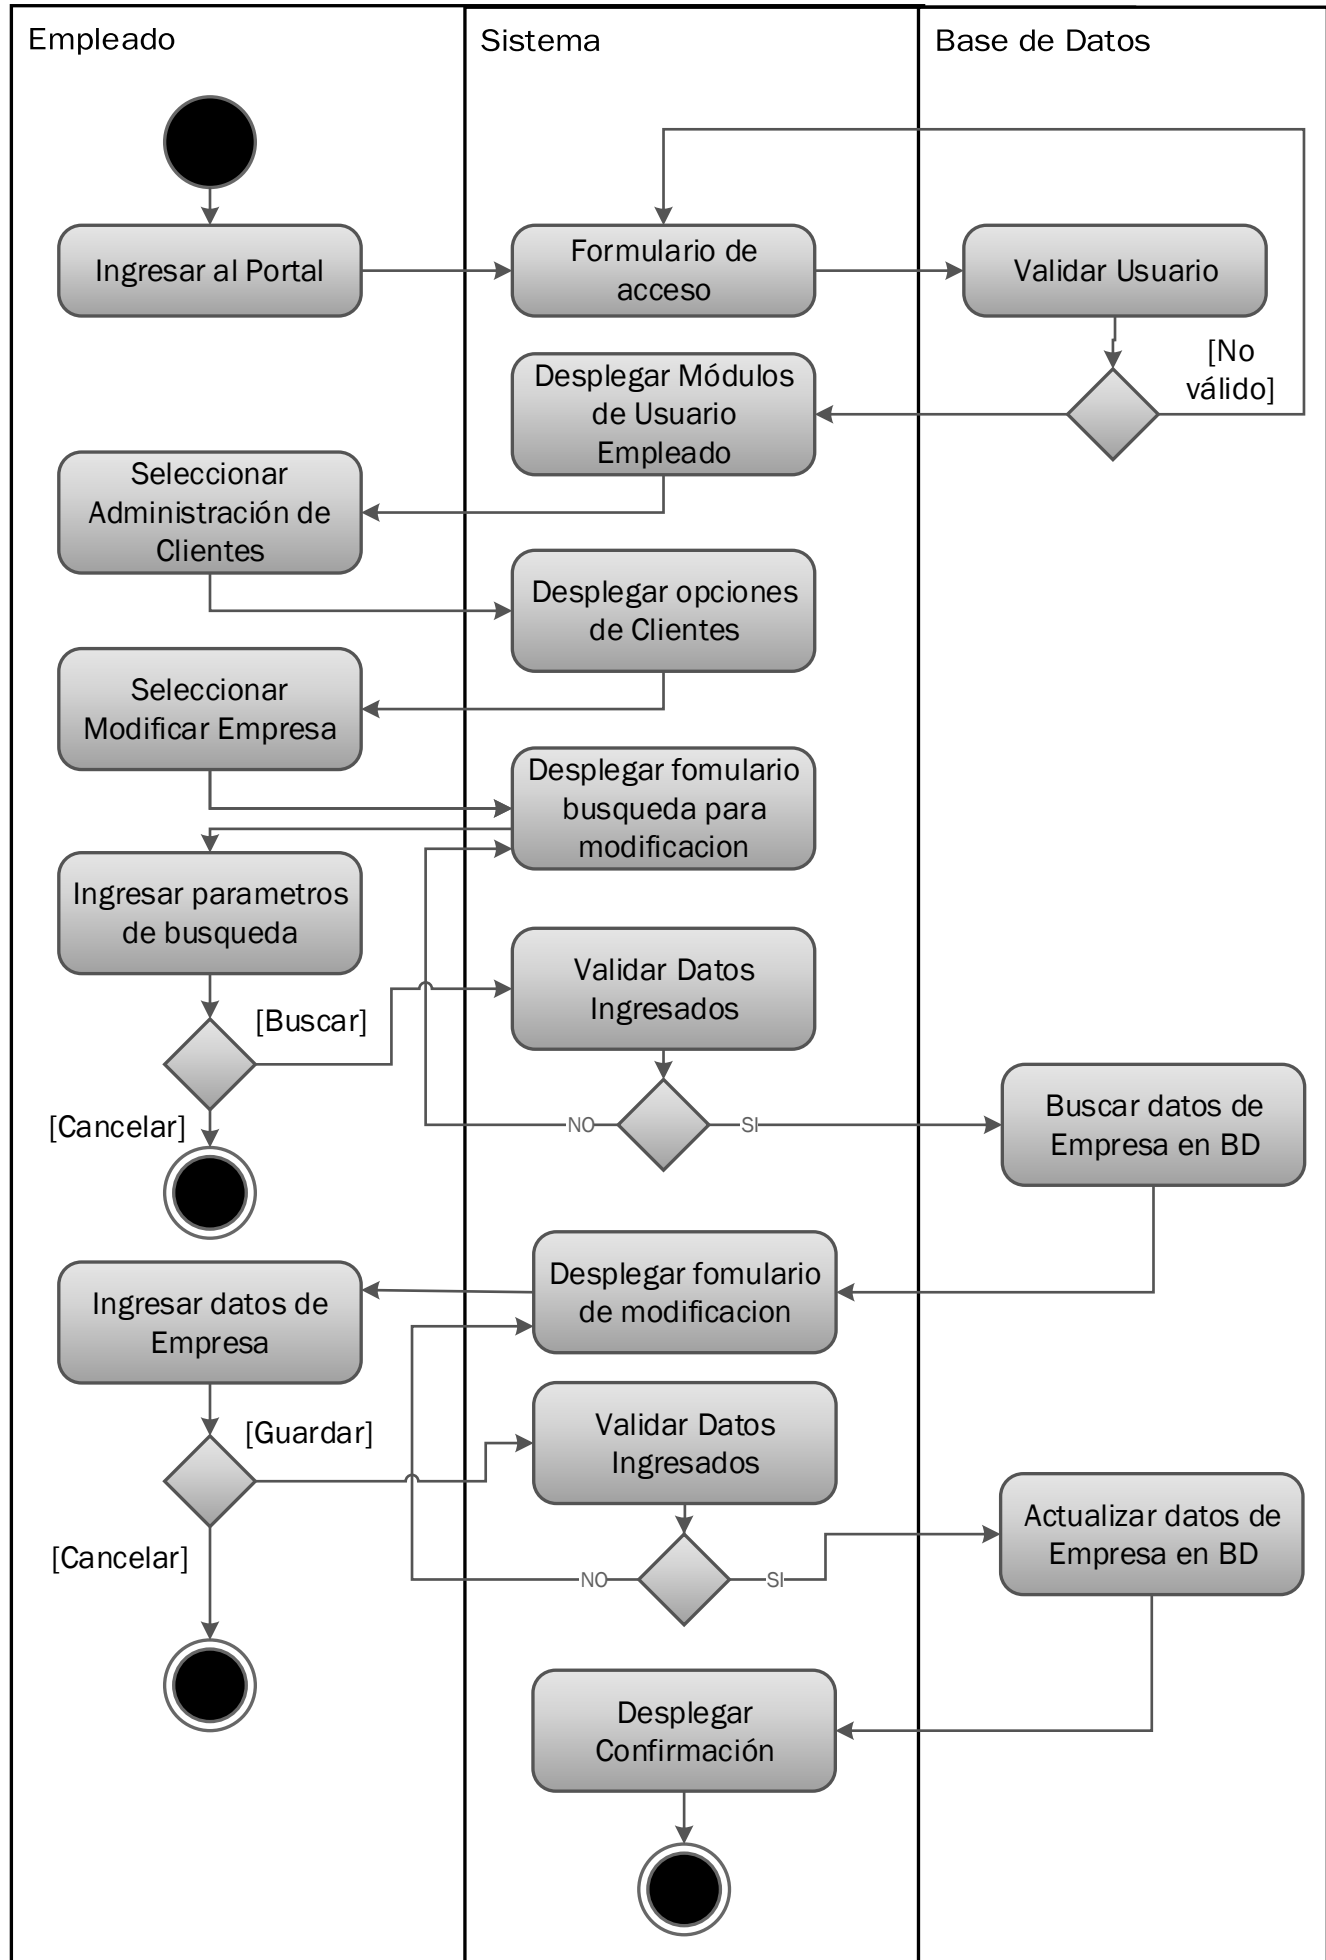 Empleado
Sistema
Base de Datos
Ingresar al Portal
Formulario de
acceso
Validar Usuario
[No
válido]
Desplegar Módulos
de Usuario
Empleado
Seleccionar
Administración de
Clientes
Desplegar opciones
de Clientes
Seleccionar
Modificar Empresa
Desplegar fomulario
busqueda para
modificacion
Ingresar parametros
de busqueda
[Buscar]
Validar Datos
Ingresados
[Cancelar]
NO
SI
Buscar datos de
Empresa en BD
Desplegar fomulario
de modificacion
Ingresar datos de
Empresa
[Guardar]
Validar Datos
Ingresados
[Cancelar]
NO
SI
Actualizar datos de
Empresa en BD
Desplegar
Confirmación